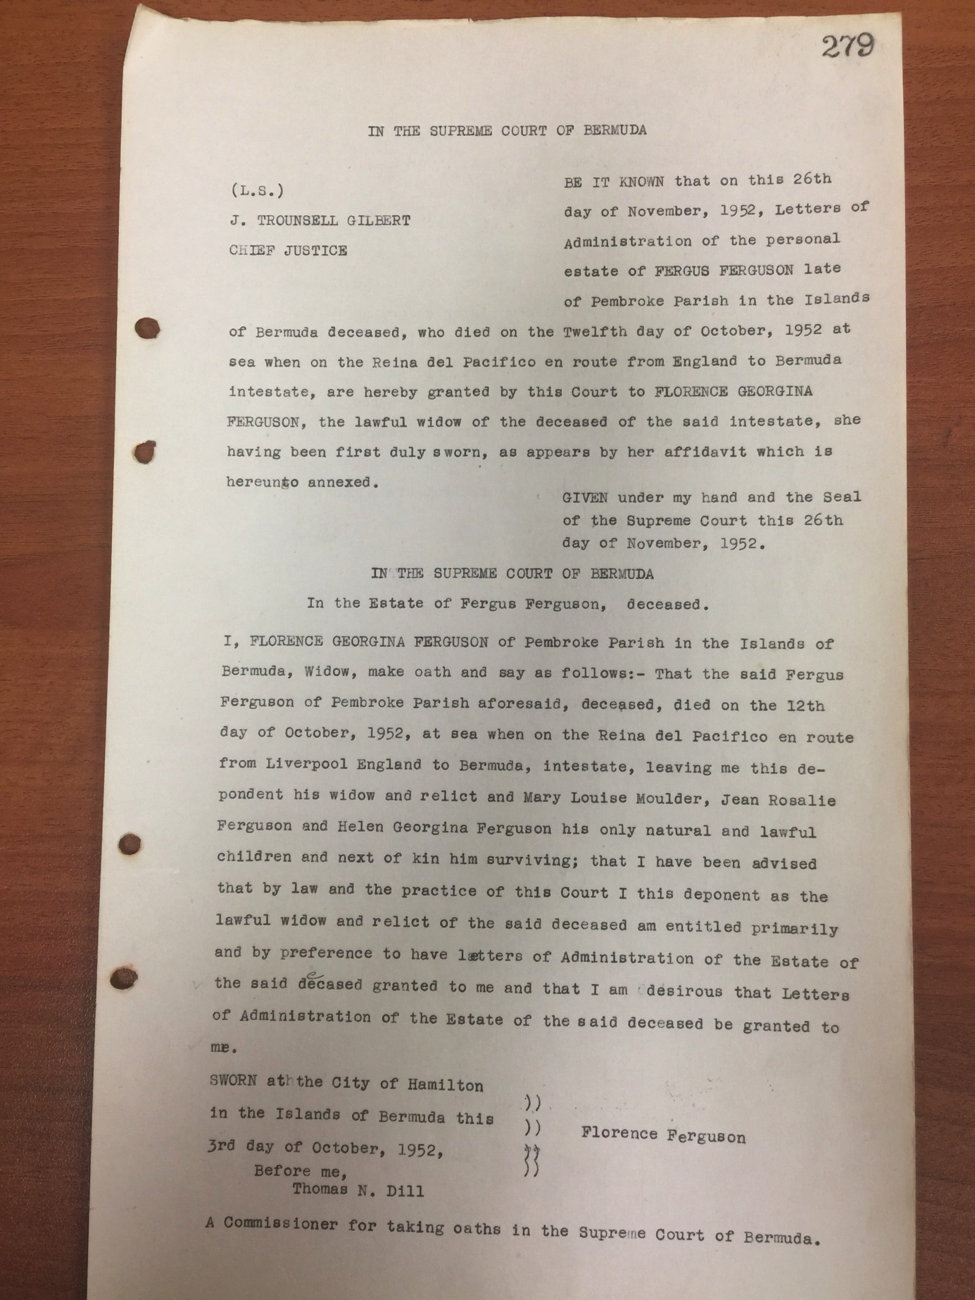 279
IN THE SUPREME COURT OF BERMUDA
(L.S.)
J. TROUNSELL GILBERT
CHIEF JUSTICE
BE IT KNOWN that on this 26th
day of November, 1952, Letters of
Administration of the personal
estate of FERGUS FERGUSON late
of Pembroke Parish in the Islands
of Bermuda deceased, who died on the Twelfth day of October, 1952 at
sea when on the Reina del Pacifico en route from England to Bermuda
intestate, are hereby granted by this Court to FLORENCE GEORGINA
FERGUSON, the lawful widow of the deceased of the said intestate, she
having been first duly sworn, as appears by her affidavit which is
hereunto annexed.
GIVEN under my hand and the Seal
of the Supreme Court this 26th
day of November, 1952.
IN THE SUPREME COURT OF BERMUDA
In the Estate of Fergus Ferguson, deceased.
I, FLORENCE GEORGINA FERGUSON of Pembroke Parish in the Islands of
Bermuda, Widow, make oath and say as follows:- That the said Fergus
Ferguson of Pembroke Parish aforesaid, deceased, died on the 12th
day of October, 1952, at sea when on the Reina del Pacifico en route
from Liverpool England to Bermuda, intestate, leaving me this de-
pondent his widow and relict and Mary Louise Moulder, Jean Rosalie
Ferguson and Helen Georgina Ferguson his only natural and lawful
children and next of kin him surviving; that I have been advised
that by law and the practice of this Court I this deponent as the
lawful widow and relict of the said deceased am entitled primarily
and by preference to have letters of Administration of the Estate of
the said deceased granted to me and that I am desirous that Letters
of Administration of the Estate of the said deceased be granted to
me.
SWORN at the City of Hamilton
in the Islands of Bermuda this
3rd day of October, 1952,
Before me,
Thomas N. Dill
))
))
))
))
Florence Ferguson
A Commissioner for taking oaths in the Supreme Court of Bermuda.